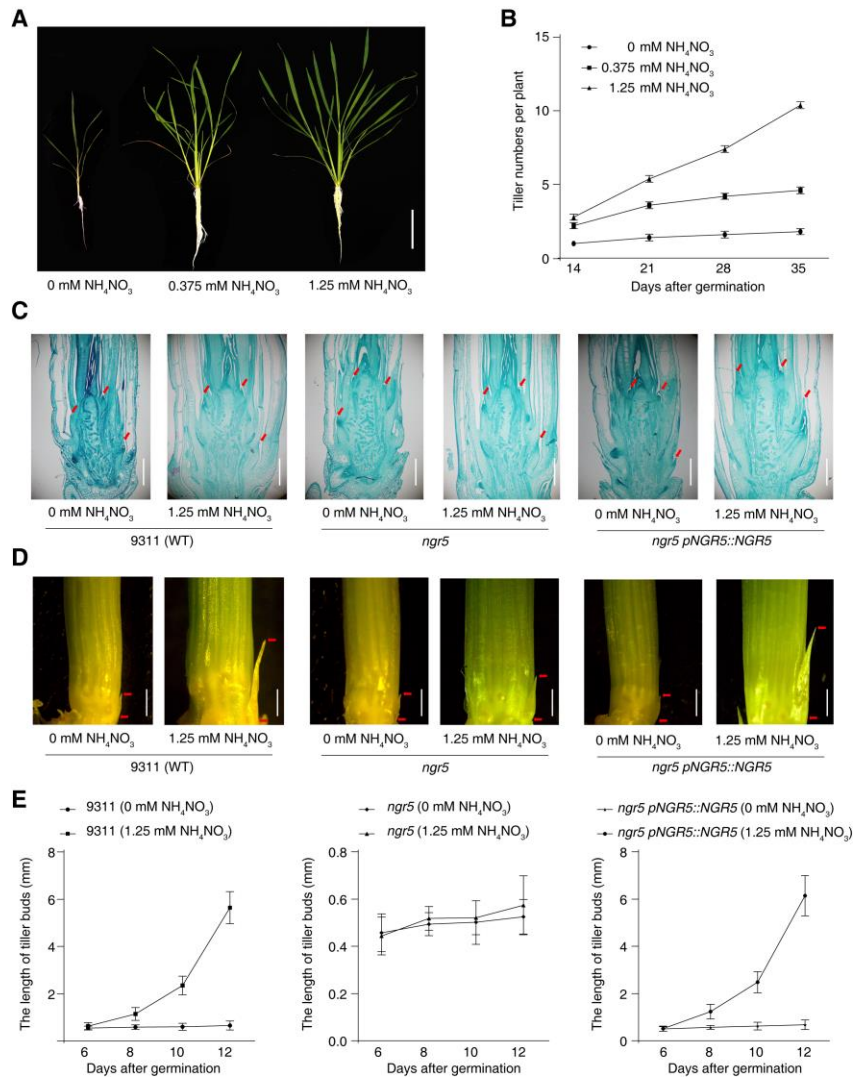 A
0 mM NH₄NO₃ 0.375 mM NH₄NO₃ 1.25 mM NH₄NO₃
B
0 mM NH₄NO₃
0.375 mM NH₄NO₃
1.25 mM NH₄NO₃
Tiller numbers per plant
15
10
5
0
14 21 28 35
Days after germination
C
0 mM NH₄NO₃ 1.25 mM NH₄NO₃ 0 mM NH₄NO₃ 1.25 mM NH₄NO₃ 0 mM NH₄NO₃ 1.25 mM NH₄NO₃
9311 (WT) ngr5 ngr5 pNGR5::NGR5
D
0 mM NH₄NO₃ 1.25 mM NH₄NO₃ 0 mM NH₄NO₃ 1.25 mM NH₄NO₃ 0 mM NH₄NO₃ 1.25 mM NH₄NO₃
9311 (WT) ngr5 ngr5 pNGR5::NGR5
E
9311 (0 mM NH₄NO₃)
9311 (1.25 mM NH₄NO₃)
The length of tiller buds (mm)
8
6
4
2
6 8 10 12
Days after germination
ngr5 (0 mM NH₄NO₃)
ngr5 (1.25 mM NH₄NO₃)
The length of tiller buds (mm)
0.8
0.6
0.4
0.2
0.0
6 8 10 12
Days after germination
ngr5 pNGR5::NGR5 (0 mM NH₄NO₃)
ngr5 pNGR5::NGR5 (1.25 mM NH₄NO₃)
The length of tiller buds (mm)
8
6
4
2
0
6 8 10 12
Days after germination